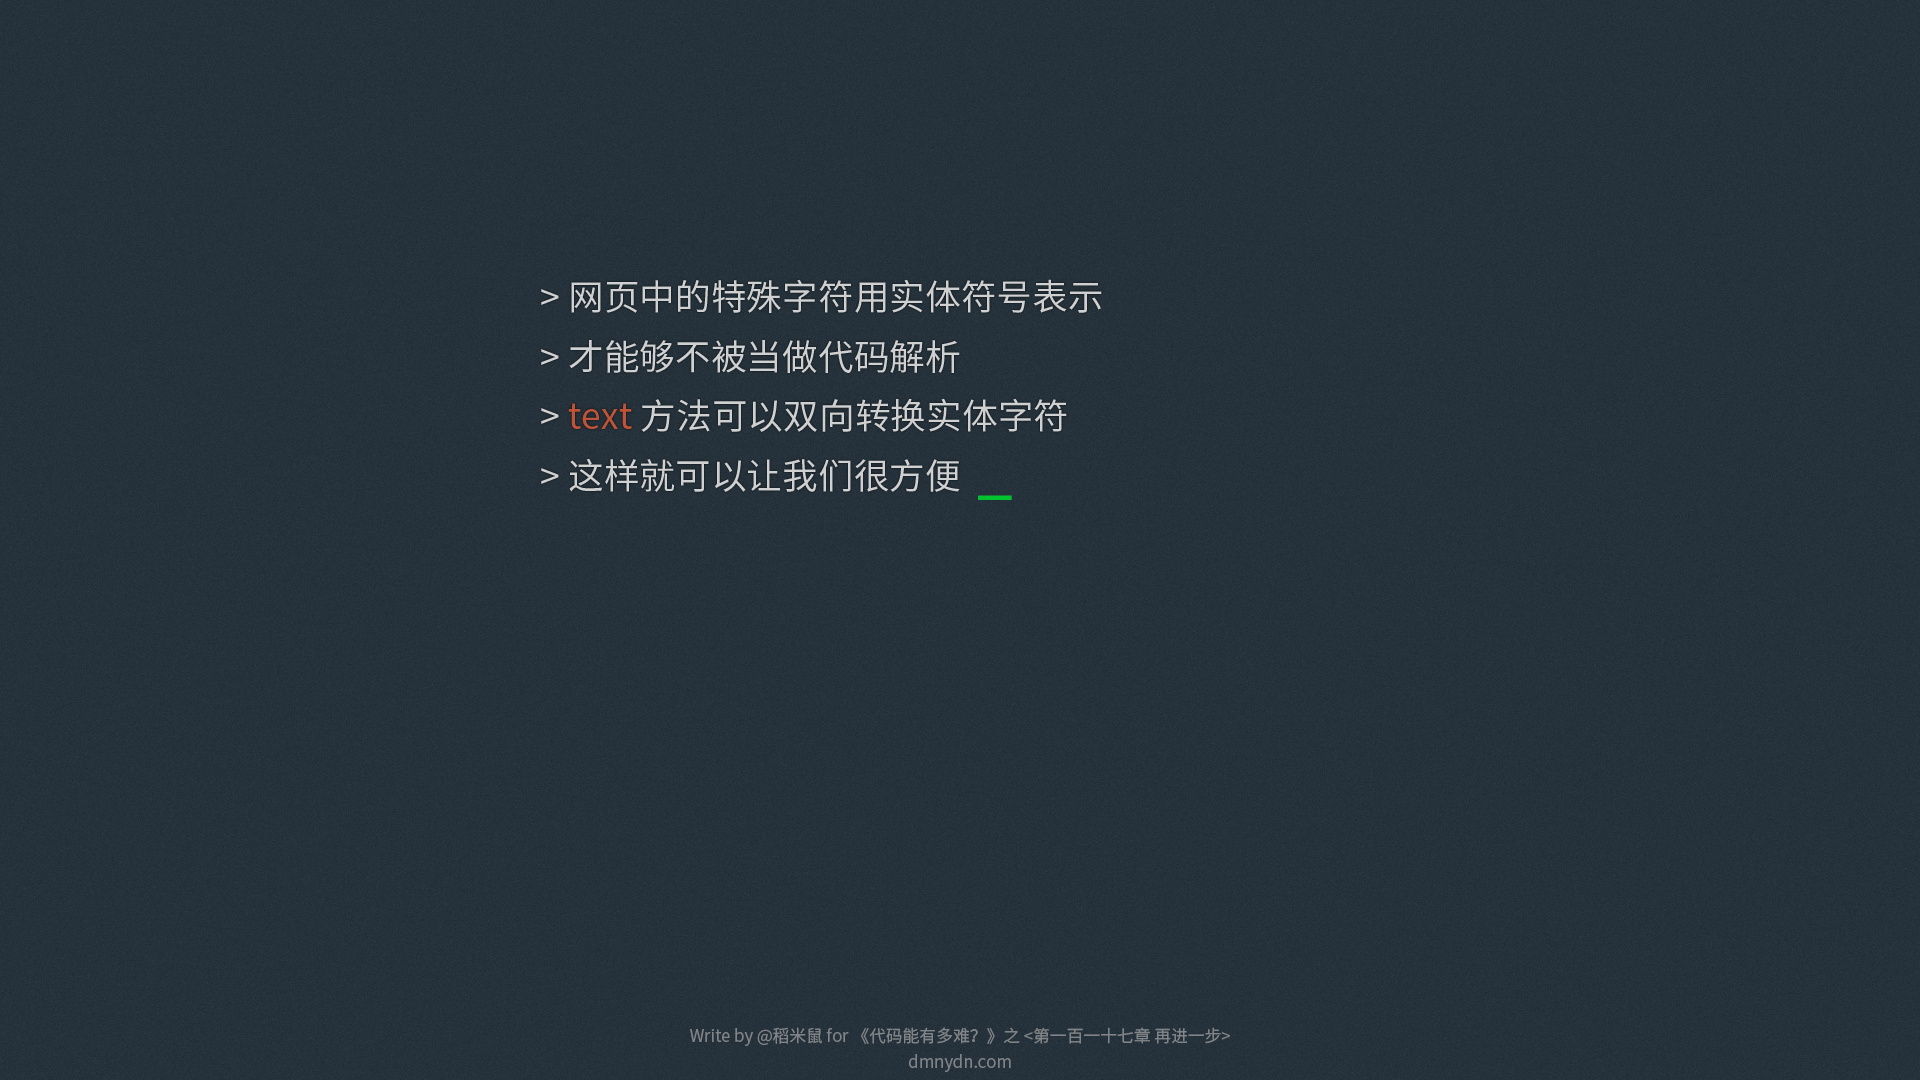 > 网页中的特殊字符用实体符号表示
> 才能够不被当做代码解析
> text 方法可以双向转换实体字符
> 这样就可以让我们很方便 _
Write by @稻米鼠 for 《代码能有多难？》之 <第一百一十七章 再进一步>
dmnydn.com